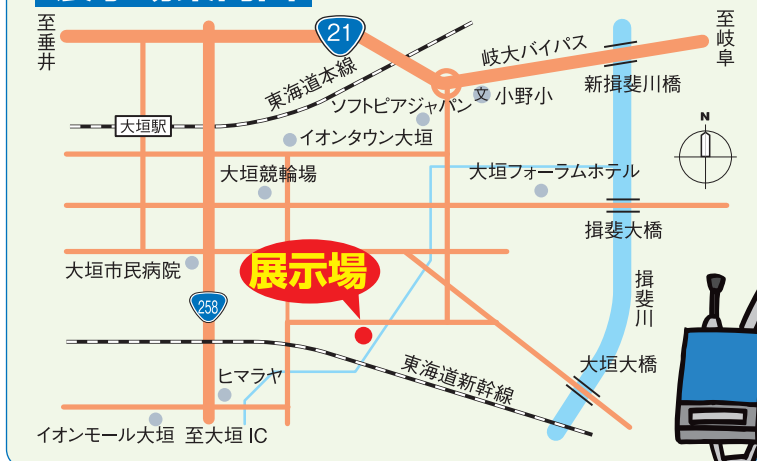 至垂井
21
至岐阜
岐大バイパス
東海道本線
新揖斐川橋
文 小野小
ソフトピアジャパン
N
大垣駅
イオンタウン大垣
大垣競輪場
大垣フォーラムホテル
揖斐大橋
大垣市民病院
展示場
揖斐川
258
東海道新幹線
大垣大橋
ヒマラヤ
イオンモール大垣
至大垣 IC